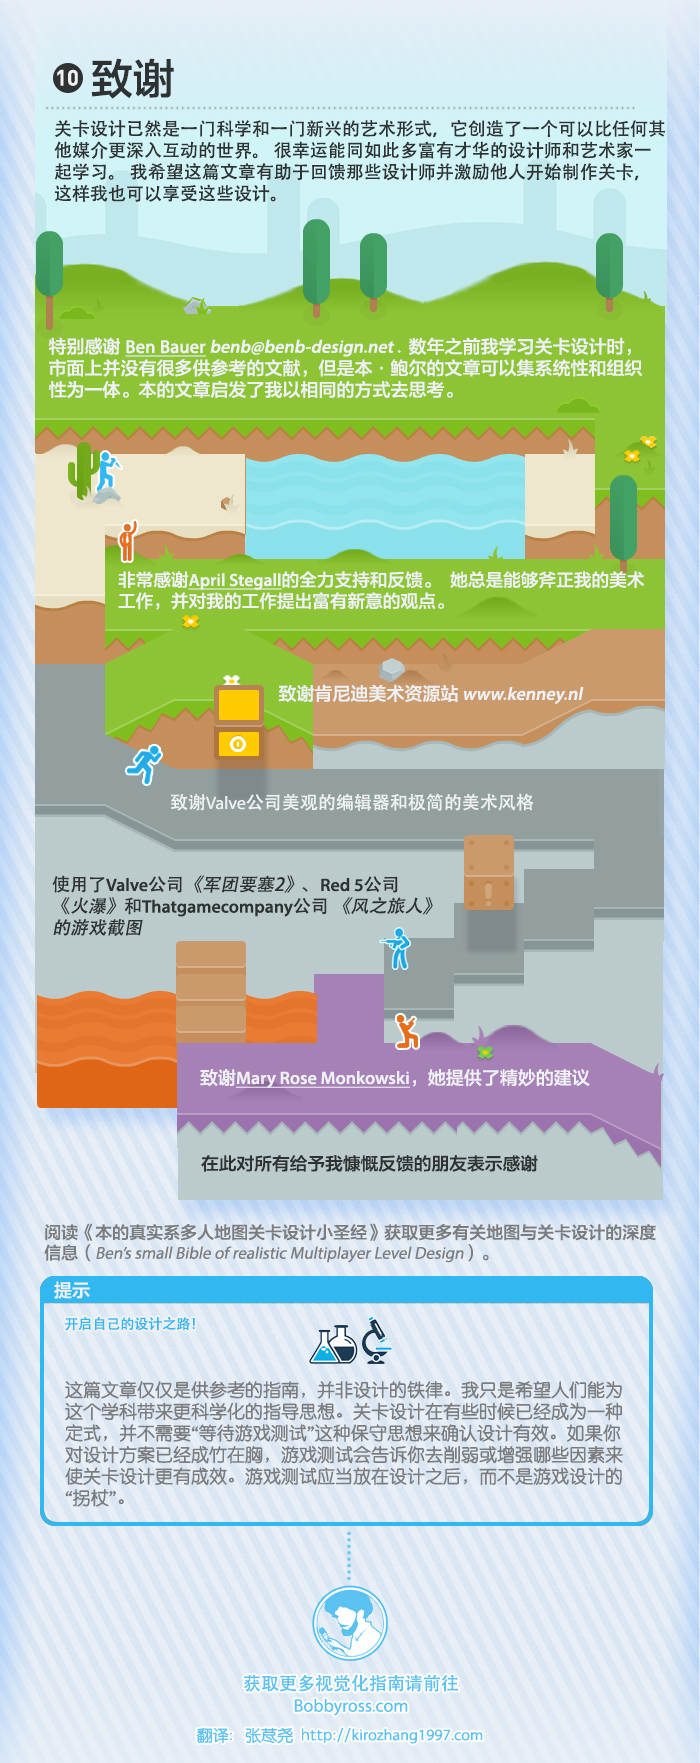 10 致谢
关卡设计已然是一门科学和一门新兴的艺术形式，它创造了一个可以比任何其
他媒介更深入互动的世界。 很幸运能同如此多富有才华的设计师和艺术家一
起学习。 我希望这篇文章有助于回馈那些设计师并激励他人开始制作关卡，
这样我也可以享受这些设计。
特别感谢 Ben Bauer benb@benb-design.net . 数年之前我学习关卡设计时，
市面上并没有很多供参考的文献，但是本 · 鲍尔的文章可以集系统性和组织
性为一体。本的文章启发了我以相同的方式去思考。
非常感谢April Stegall的全力支持和反馈。 她总是能够斧正我的美术
工作，并对我的工作提出富有新意的观点。
致谢肯尼迪美术资源站 www.kenney.nl
致谢Valve公司美观的编辑器和极简的美术风格
使用了Valve公司《军团要塞2》、Red 5公司
《火瀑》和Thatgamecompany公司 《风之旅人》
的游戏截图
致谢Mary Rose Monkowski，她提供了精妙的建议
在此对所有给予我慷慨反馈的朋友表示感谢
阅读《本的真实系多人地图关卡设计小圣经》获取更多有关地图与关卡设计的深度
信息（Ben’s small Bible of realistic Multiplayer Level Design）。
提示
开启自己的设计之路！
这篇文章仅仅是供参考的指南，并非设计的铁律。我只是希望人们能为
这个学科带来更科学化的指导思想。关卡设计在有些时候已经成为一种
定式，并不需要“等待游戏测试”这种保守思想来确认设计有效。如果你
对设计方案已经成竹在胸，游戏测试会告诉你去削弱或增强哪些因素来
使关卡设计更有成效。游戏测试应当放在设计之后，而不是游戏设计的
“拐杖”。
获取更多视觉化指南请前往
Bobbyross.com
翻译： 张荩尧 http://kirozhang1997.com